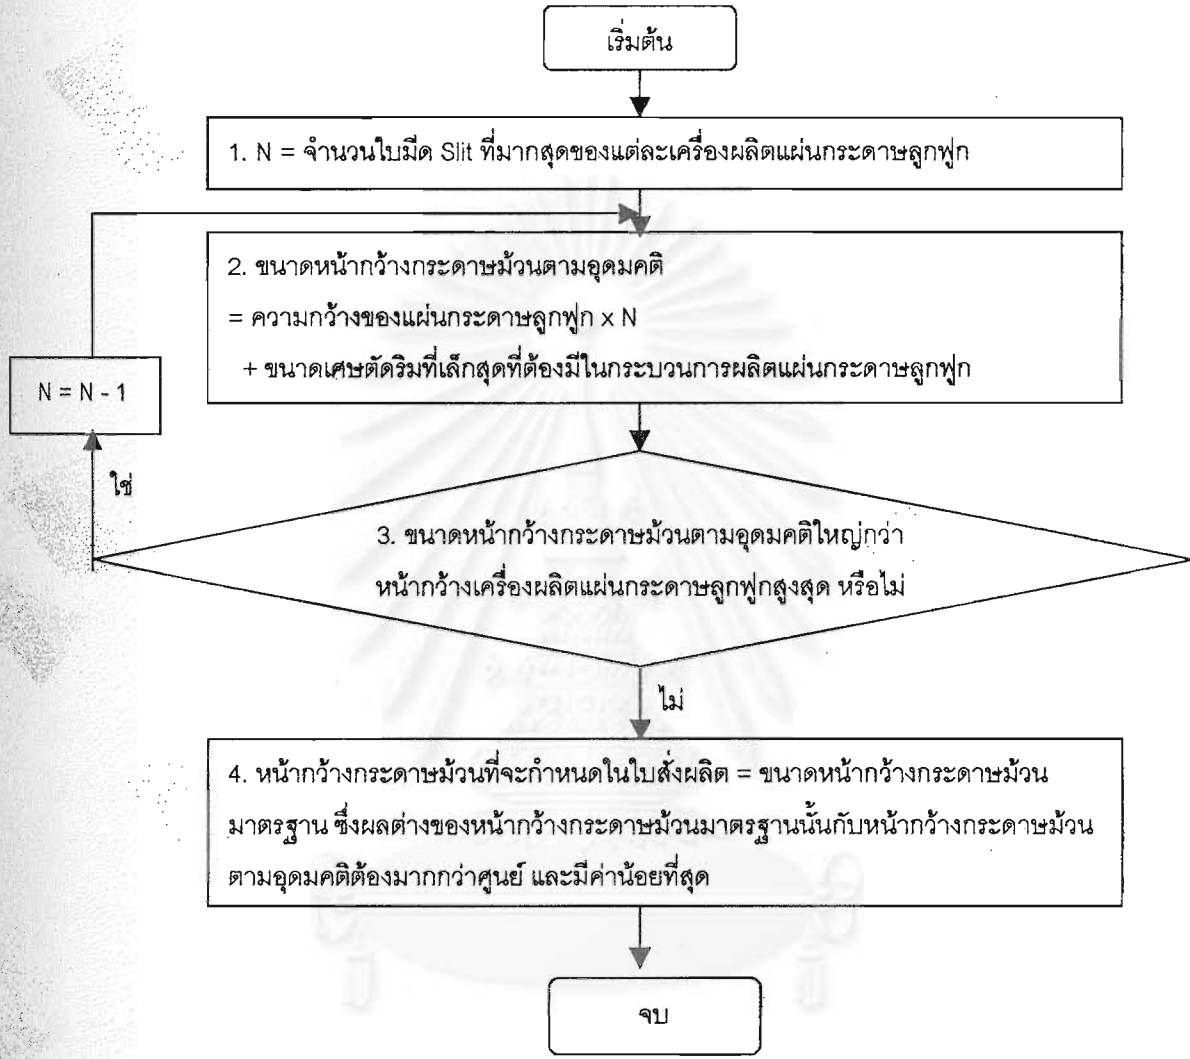 เริ่มต้น
1. N = จำนวนใบมีด Slit ที่มากสุดของแต่ละเครื่องผลิตแผ่นกระดาษลูกฟูก
2. ขนาดหน้ากว้างกระดาษม้วนตามอุดมคติ
= ความกว้างของแผ่นกระดาษลูกฟูก x N
+ ขนาดเศษตัดริมที่เล็กสุดที่ต้องมีในกระบวนการผลิตแผ่นกระดาษลูกฟูก
N = N - 1
ใช่
3. ขนาดหน้ากว้างกระดาษม้วนตามอุดมคติใหญ่กว่า
หน้ากว้างเครื่องผลิตแผ่นกระดาษลูกฟูกสูงสุด หรือไม่
ไม่
4. หน้ากว้างกระดาษม้วนที่จะกำหนดในใบสั่งผลิต = ขนาดหน้ากว้างกระดาษม้วน
มาตรฐาน ซึ่งผลต่างของหน้ากว้างกระดาษม้วนมาตรฐานนั้นกับหน้ากว้างกระดาษม้วน
ตามอุดมคติต้องมากกว่าศูนย์ และมีค่าน้อยที่สุด
จบ